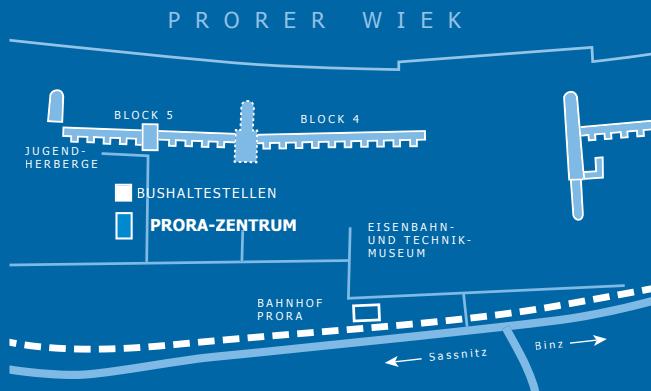 PRORER WIEK
BLOCK 5
BLOCK 4
JUGEND-
HERBERGE
BUSHALTESTELLEN
PRORA-ZENTRUM
EISENBAHN-
UND TECHNIK-
MUSEUM
BAHNHOF
PRORA
Sassnitz
Binz